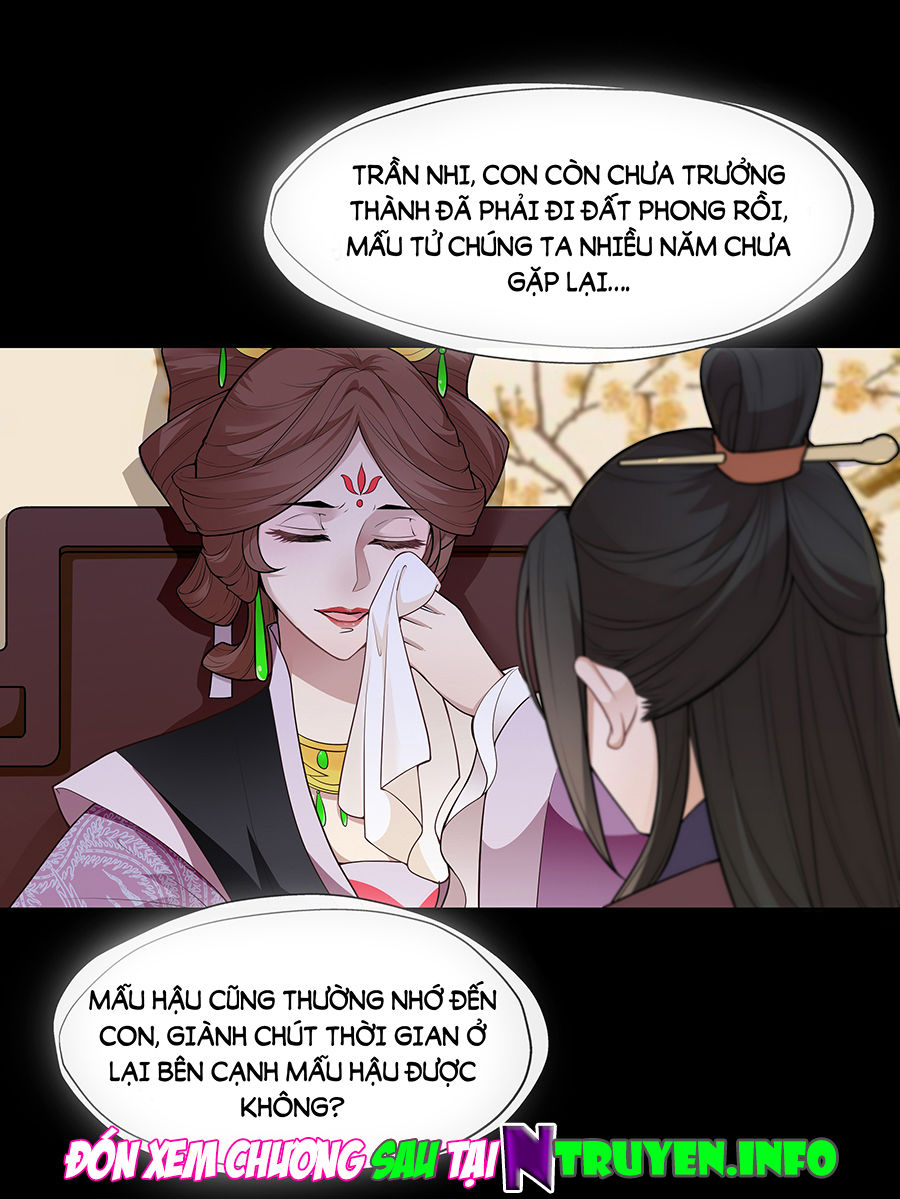 TRẦN NHI, CON CÒN CHƯA TRƯỞNG
THÀNH ĐÃ PHẢI ĐI ĐẤT PHONG RỒI,
MẪU TỬ CHÚNG TA NHIỀU NĂM CHƯA
GẶP LẠI....
MẪU HẬU CŨNG THƯỜNG NHỚ ĐẾN
CON, GIÀNH CHÚT THỜI GIAN Ở
LẠI BÊN CẠNH MẪU HẬU ĐƯỢC
KHÔNG?
ĐÓN XEM CHƯƠNG SAU TẠI NTRUYEN.INFO